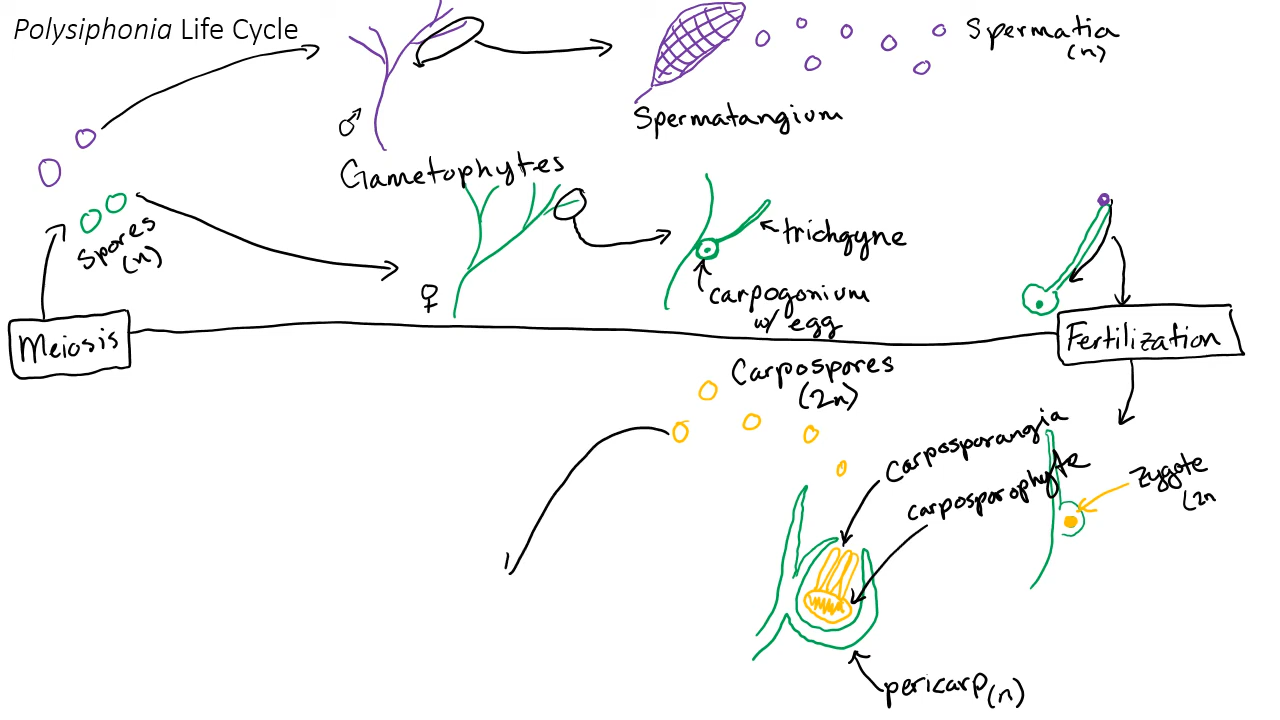 Polysiphonia Life Cycle
Spermatia
(n)
Spermatangium
♂
Gametophytes
Spores
(n)
trichgyne
♀
carpogonium
w/ egg
Meiosis
Fertilization
Carpospores
(2n)
carposporangia
carposporophyte
Zygote
(2n
pericarp (n)